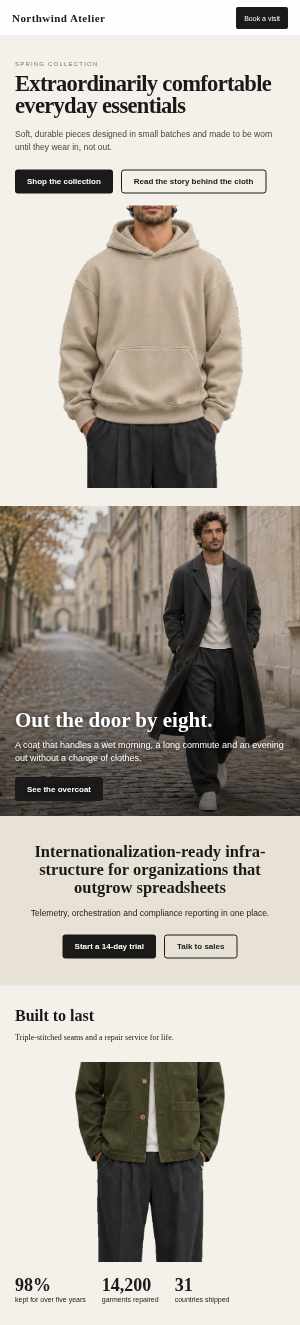 Northwind Atelier
Book a visit
SPRING COLLECTION
Extraordinarily comfortable
everyday essentials
Soft, durable pieces designed in small batches and made to be worn
until they wear in, not out.
Shop the collection
Read the story behind the cloth
Out the door by eight.
A coat that handles a wet morning, a long commute and an evening
out without a change of clothes.
See the overcoat
Internationalization-ready infra-
structure for organizations that
outgrow spreadsheets
Telemetry, orchestration and compliance reporting in one place.
Start a 14-day trial
Talk to sales
Built to last
Triple-stitched seams and a repair service for life.
98%
kept for over five years
14,200
garments repaired
31
countries shipped